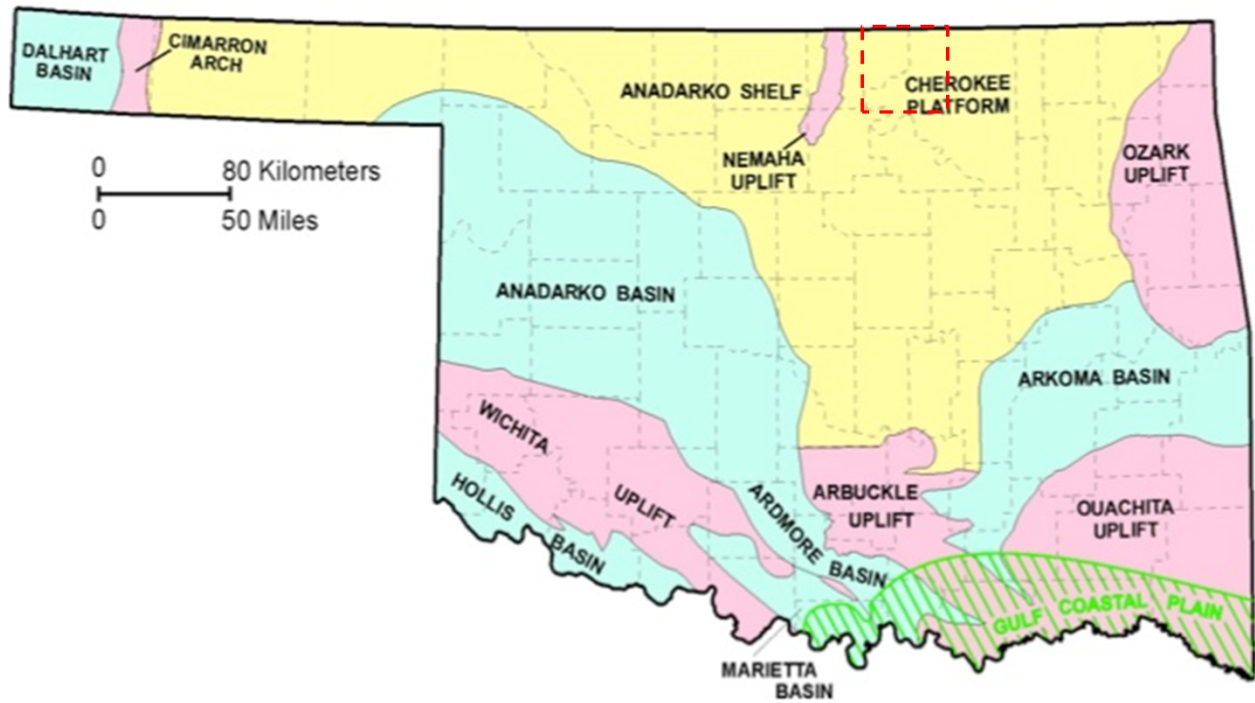 DALHART
BASIN
CIMARRON
ARCH
ANADARKO SHELF
CHEROKEE
PLATFORM
NEMAHA
UPLIFT
OZARK
UPLIFT
0 80 Kilometers
0 50 Miles
ANADARKO BASIN
ARKOMA BASIN
WICHITA
UPLIFT
HOLLIS
BASIN
ARDMORE BASIN
ARBUCKLE
UPLIFT
OUACHITA
UPLIFT
GULF COASTAL PLAIN
MARIETTA
BASIN